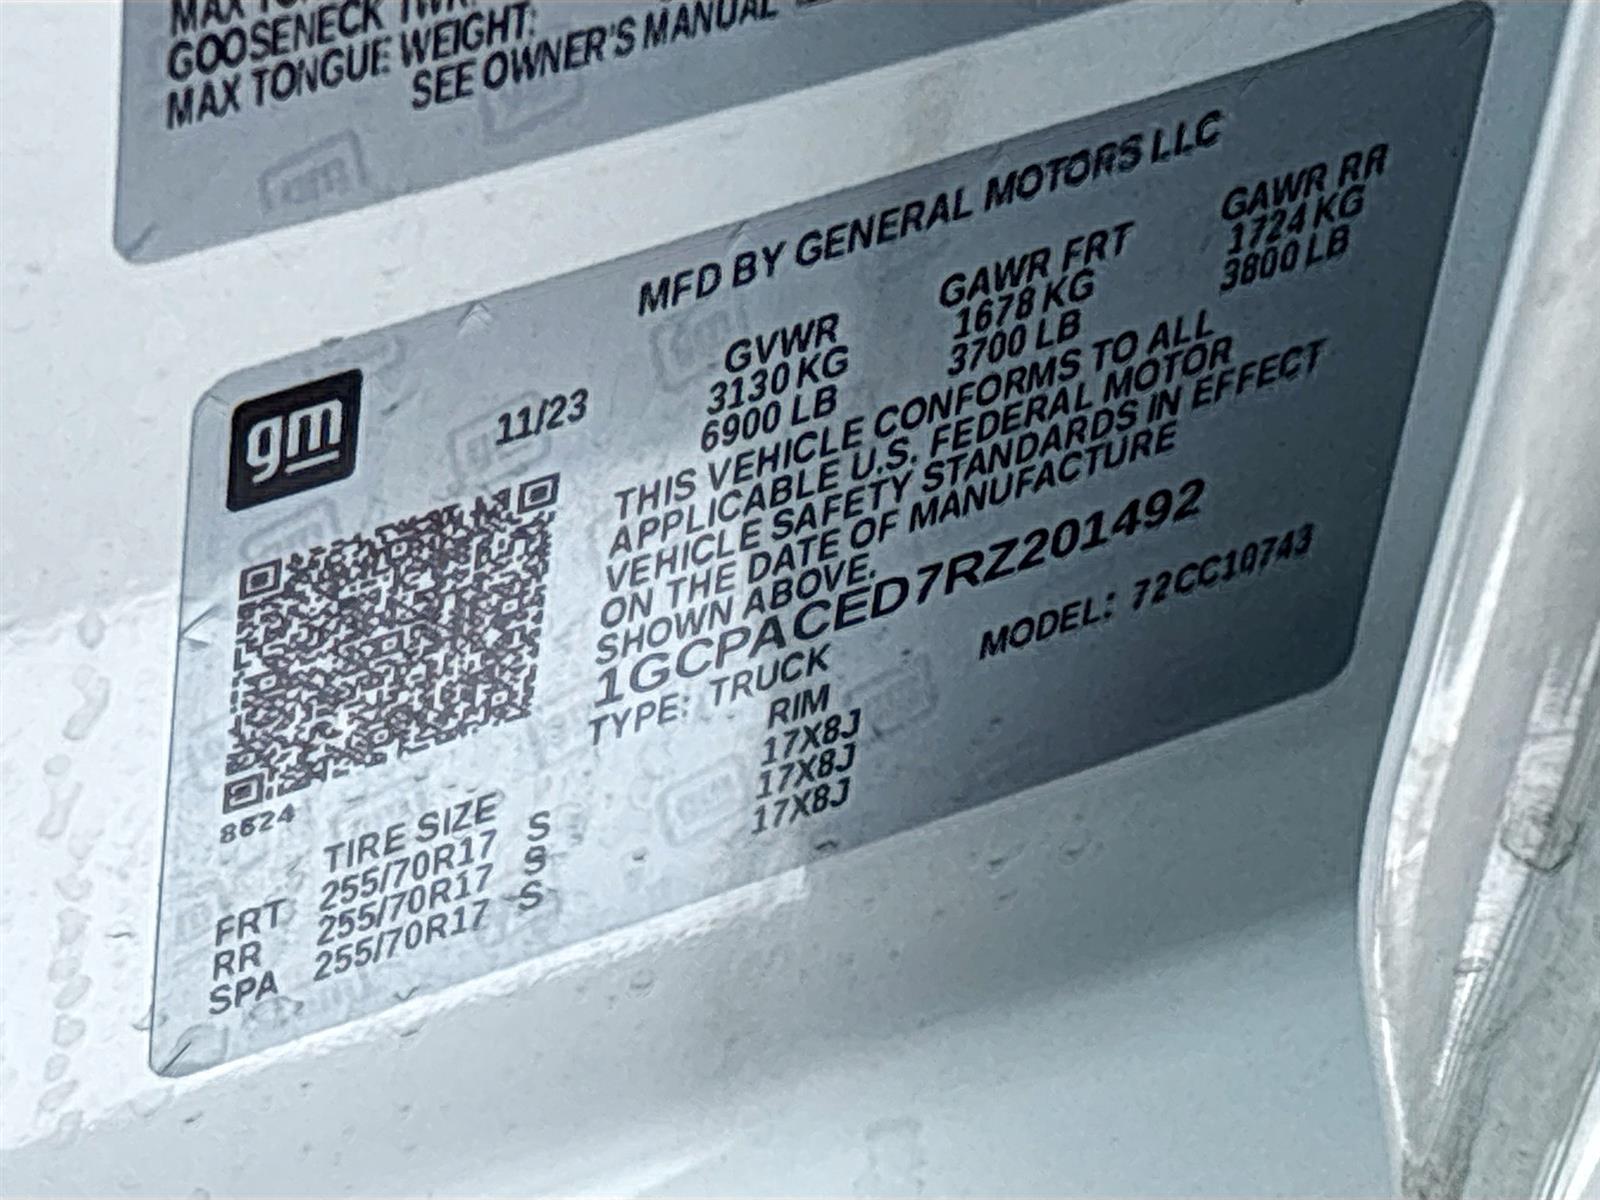 GOOSENECK
MAX TONGUE WEIGHT:
SEE OWNER'S MANUAL
MFD BY GENERAL MOTORS LLC
gm
11/23
GVWR GAWR FRT GAWR RR
3130 KG 1678 KG 1724 KG
6900 LB 3700 LB 3800 LB
THIS VEHICLE CONFORMS TO ALL
APPLICABLE U.S. FEDERAL MOTOR
VEHICLE SAFETY STANDARDS IN EFFECT
ON THE DATE OF MANUFACTURE
SHOWN ABOVE.
1GCPACED7RZ201492
TYPE: TRUCK MODEL: 72CC10743
8624
TIRE SIZE RIM
FRT 255/70R17 S 17X8J
RR 255/70R17 S 17X8J
SPA 255/70R17 S 17X8J